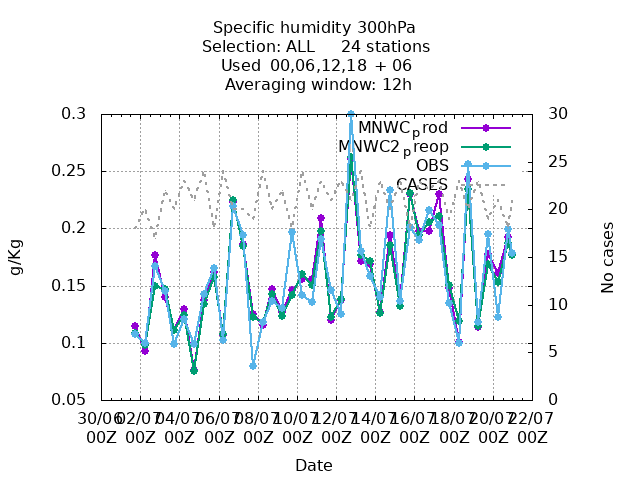 Specific humidity 300hPa
Selection: ALL 24 stations
Used 00,06,12,18 + 06
Averaging window: 12h
0.3
0.25
0.2
0.15
0.1
0.05
g/Kg
30
25
20
15
10
5
0
No cases
MNWCprod
MNWC2preop
OBS
CASES
30/06 02/07 04/07 06/07 08/07 10/07 12/07 14/07 16/07 18/07 20/07 22/07
00Z 00Z 00Z 00Z 00Z 00Z 00Z 00Z 00Z 00Z 00Z 00Z
Date